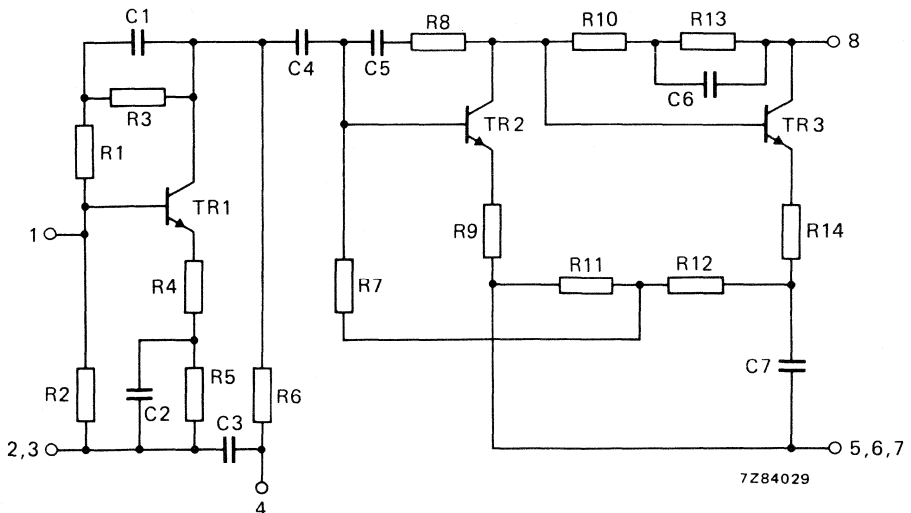 C1
R8
R10
R13
8
C4
C5
C6
R3
TR2
TR3
R1
TR1
1
R9
R14
R4
R7
R11
R12
R2
C2
R5
R6
C3
C7
2,3
5,6,7
4
7Z84029